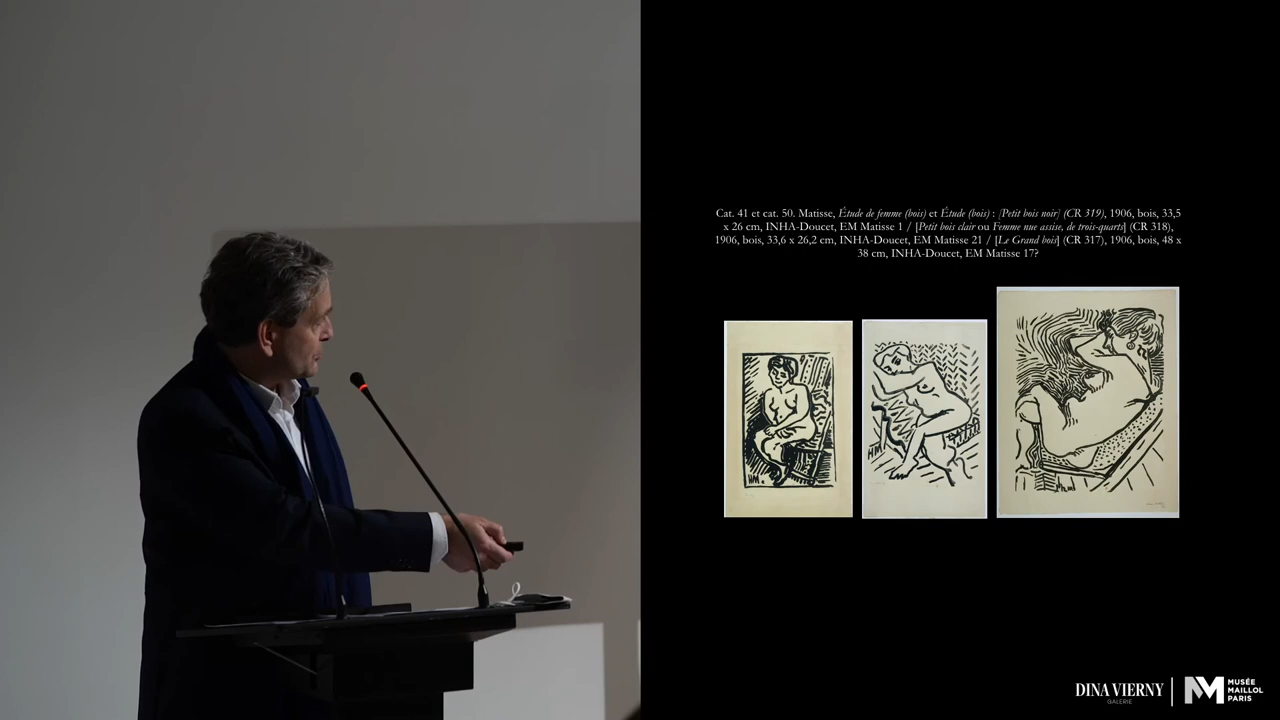 Cat. 41 et cat. 50. Matisse, Étude de femme (bois) et Étude (bois) : [Petit bois noir] (CR 319), 1906, bois, 33,5
x 26 cm, INHA-Doucet, EM Matisse 1 / [Petit bois clair ou Femme nue assise, de trois-quarts] (CR 318),
1906, bois, 33,6 x 26,2 cm, INHA-Doucet, EM Matisse 21 / [Le Grand bois] (CR 317), 1906, bois, 48 x
38 cm, INHA-Doucet, EM Matisse 17?
HM
HM
DINA VIERNY
GALERIE
MUSÉE
MAILLOL
PARIS